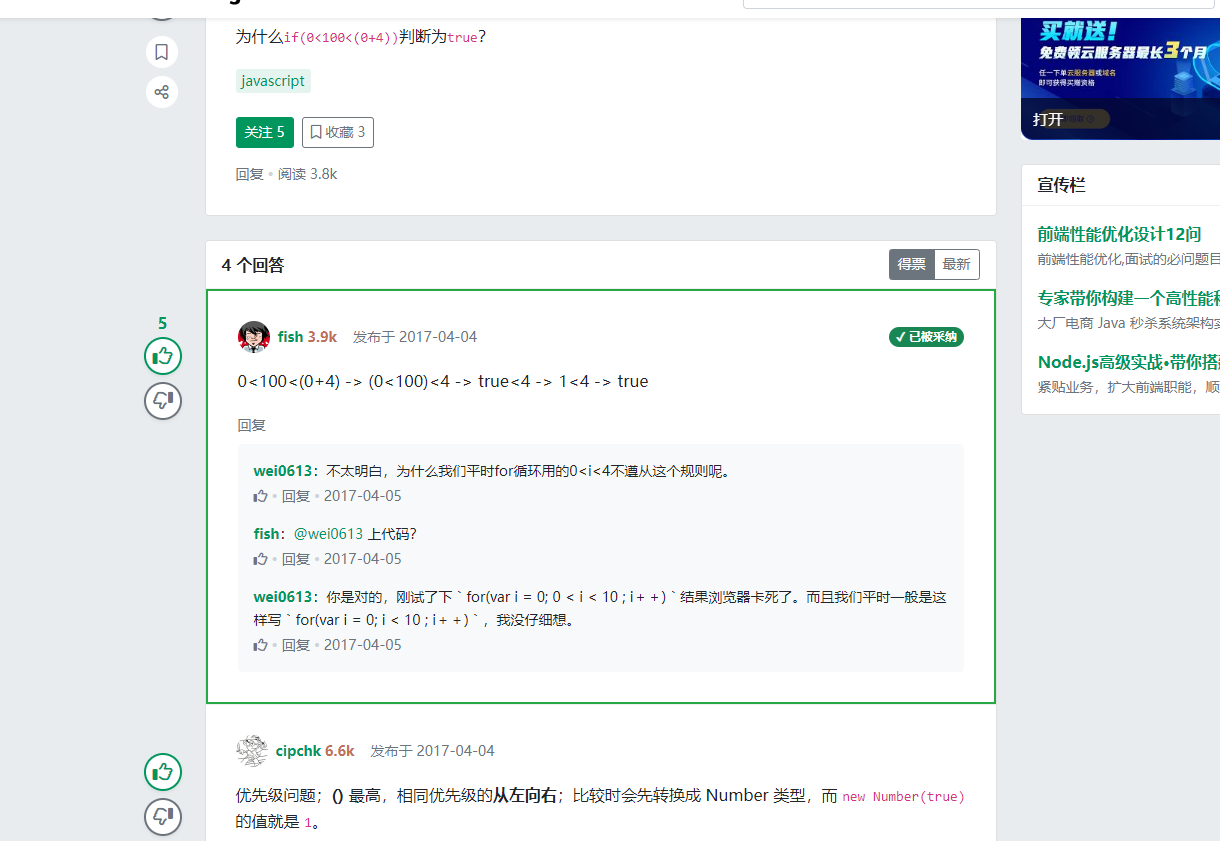 为什么if(0<100<(0+4))判断为true?
javascript
关注 5 收藏 3
回复 • 阅读 3.8k
4 个回答
得票 最新
5
fish 3.9k 发布于 2017-04-04
✓ 已被采纳
0<100<(0+4) -> (0<100)<4 -> true<4 -> 1<4 -> true
回复
wei0613：不太明白，为什么我们平时for循环用的0<i<4不遵从这个规则呢。
• 回复 • 2017-04-05
fish：@wei0613 上代码?
• 回复 • 2017-04-05
wei0613：你是对的，刚试了下`for(var i = 0; 0 < i < 10 ; i+ +)`结果浏览器卡死了。而且我们平时一般是这
样写`for(var i = 0; i < 10 ; i+ +)`，我没仔细想。
• 回复 • 2017-04-05
cipchk 6.6k 发布于 2017-04-04
优先级问题；() 最高，相同优先级的从左向右；比较时会先转换成 Number 类型，而 new Number(true)
的值就是 1。
买就送!
免费领云服务器最长3个月
任一下单云服务器或域名
即可获得买赠资格
打开
宣传栏
前端性能优化设计12问
前端性能优化,面试的必问题目
专家带你构建一个高性能
大厂电商 Java 秒杀系统架构
Node.js高级实战•带你搭
紧贴业务，扩大前端职能，顺